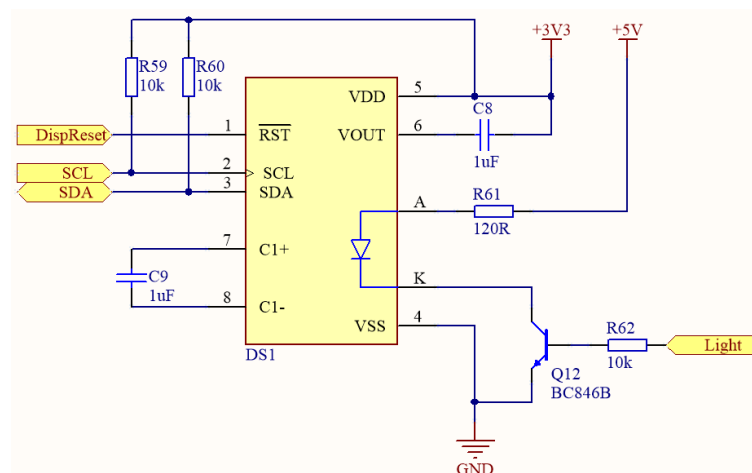 +3V3
+5V
R59
10k
R60
10k
VDD
5
C8
1uF
DispReset
1
RST
VOUT
6
SCL
2
SCL
SDA
3
SDA
A
R61
120R
7
C1+
C9
1uF
K
8
C1-
VSS
4
DS1
R62
10k
Light
Q12
BC846B
GND